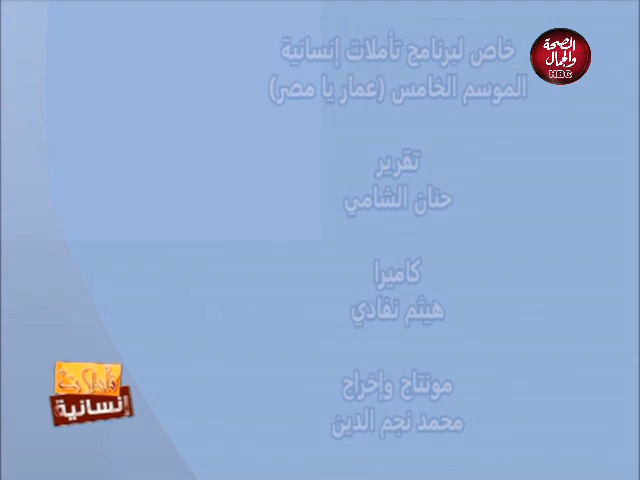 خاص لبرنامج تأملات إنسانية
الموسم الخامس (عمار يا مصر)
تقرير
حنان الشامي
كاميرا
هيثم نفادي
مونتاج وإخراج
محمد نجم الدين
الصحة
والجمال
HBC
تأملات
إنسانية